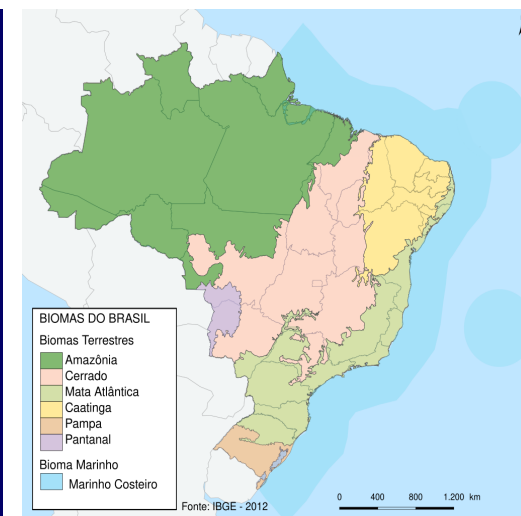 BIOMAS DO BRASIL
Biomas Terrestres
Amazônia
Cerrado
Mata Atlântica
Caatinga
Pampa
Pantanal
Bioma Marinho
Marinho Costeiro
Fonte: IBGE - 2012
0 400 800 1.200 km